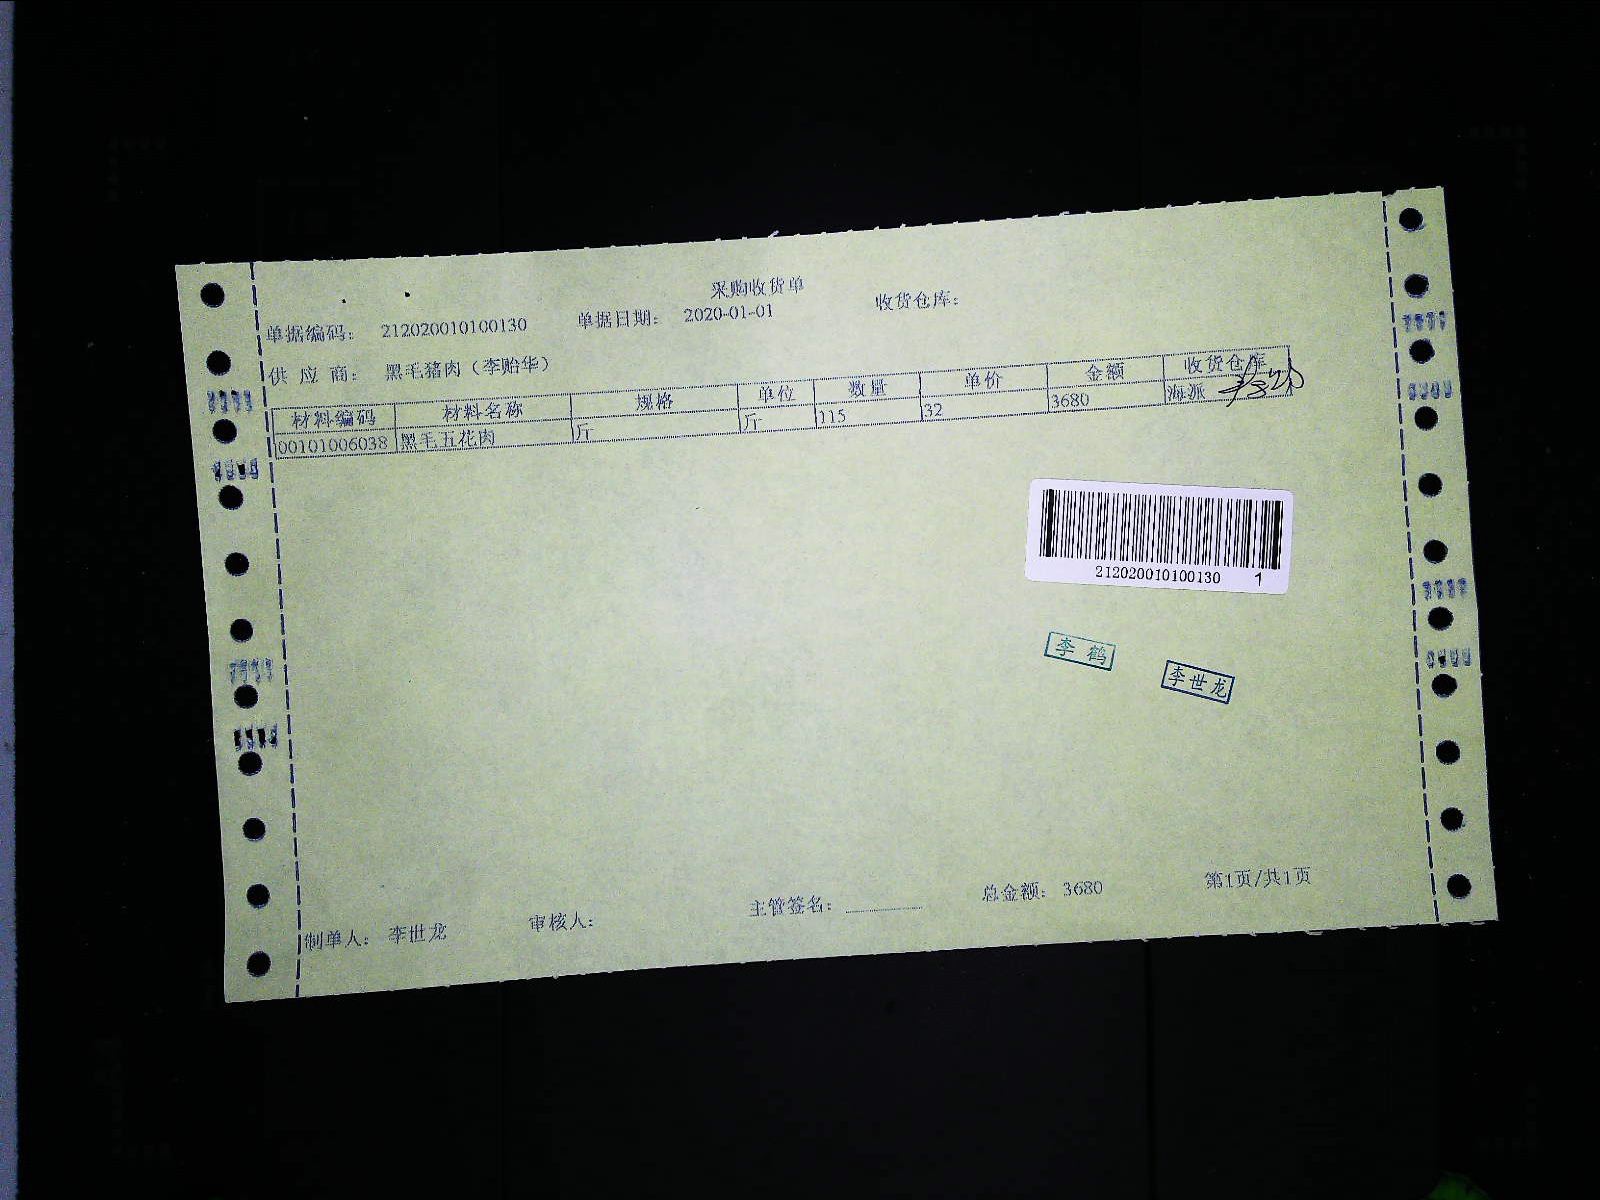 采购收货单
单据编码： 212020010100130 单据日期： 2020-01-01 收货仓库：
供 应 商： 黑毛猪肉（李贻华）
材料编码 材料名称 规格 单位 数量 单价 金额 收货仓库
00101006038 黑毛五花肉 斤 斤 115 32 3680 海派
212020010100130 1
李 鹤
李世龙
制单人： 李世龙 审核人： 主管签名： 总金额： 3680 第1页/共1页